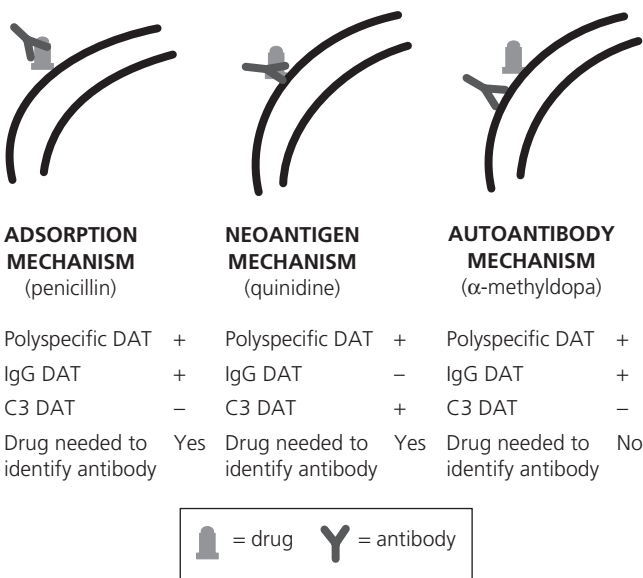 ADSORPTION
MECHANISM
(penicillin)
Polyspecific DAT +
IgG DAT +
C3 DAT –
Drug needed to Yes
identify antibody
NEOANTIGEN
MECHANISM
(quinidine)
Polyspecific DAT +
IgG DAT –
C3 DAT +
Drug needed to Yes
identify antibody
AUTOANTIBODY
MECHANISM
(α-methyldopa)
Polyspecific DAT +
IgG DAT +
C3 DAT –
Drug needed to No
identify antibody
= drug = antibody